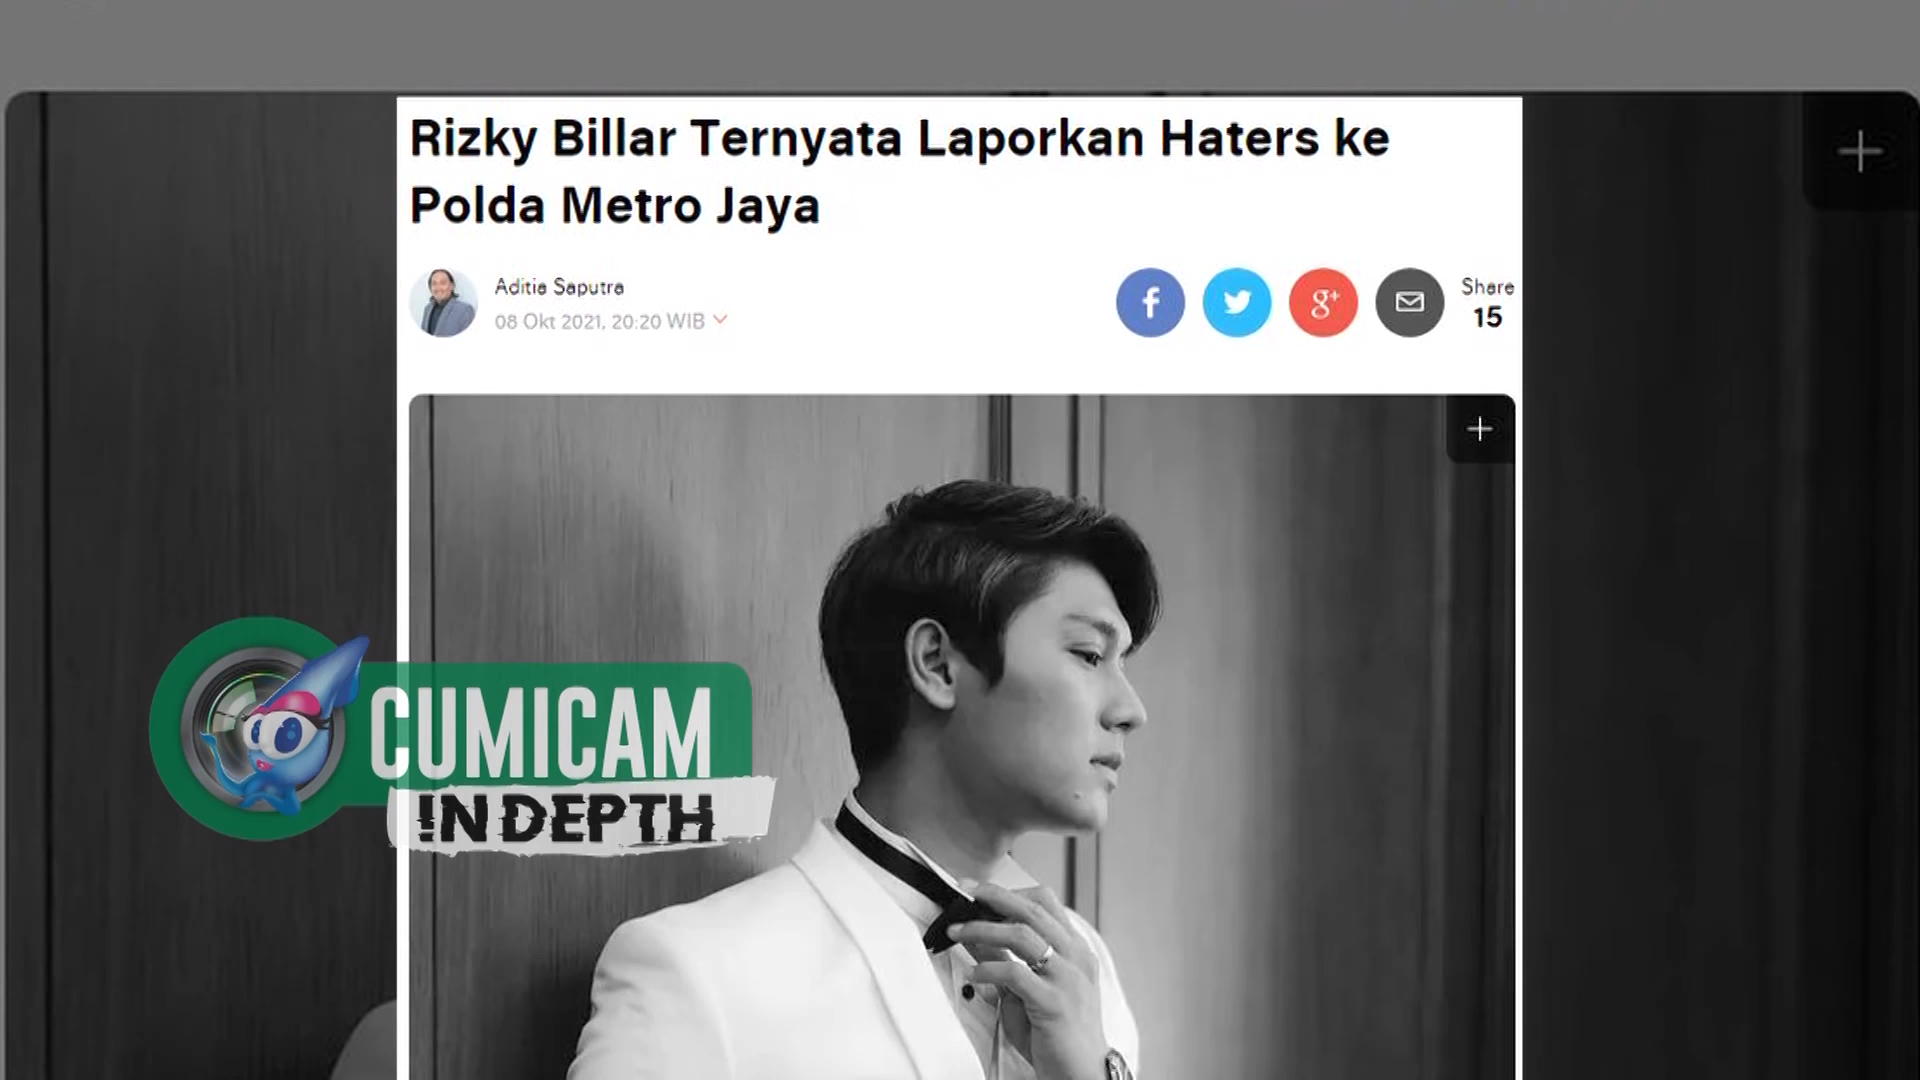 Rizky Billar Ternyata Laporkan Haters ke
Polda Metro Jaya
Aditia Saputra
08 Okt 2021, 20:20 WIB
Share
15
CUMICAM
!N DEPTH